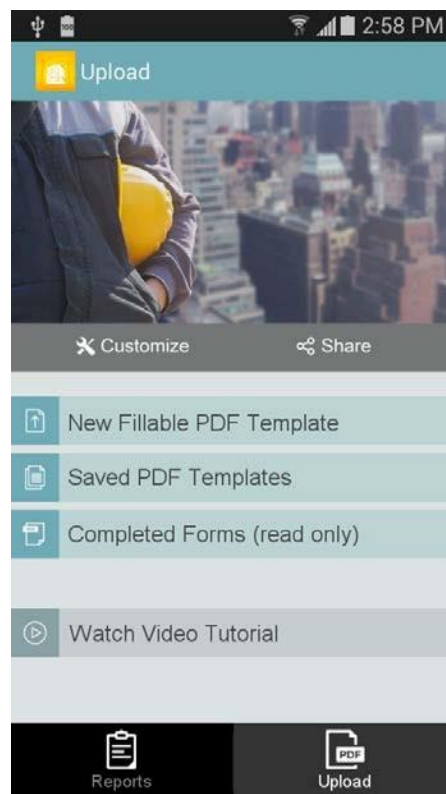 100
2:58 PM
Upload
Customize
Share
New Fillable PDF Template
Saved PDF Templates
Completed Forms (read only)
Watch Video Tutorial
PDF
Reports
Upload